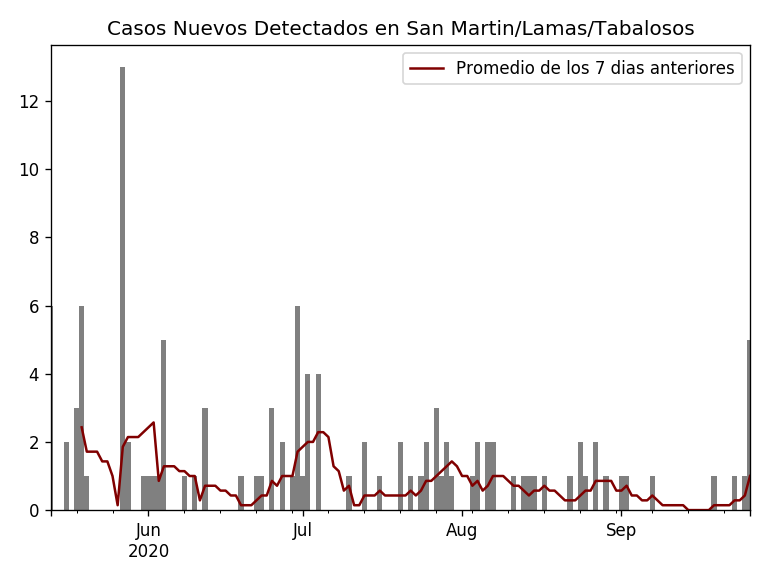 Casos Nuevos Detectados en San Martin/Lamas/Tabalosos
Promedio de los 7 dias anteriores
12
10
8
6
4
2
0
Jun
2020
Jul
Aug
Sep